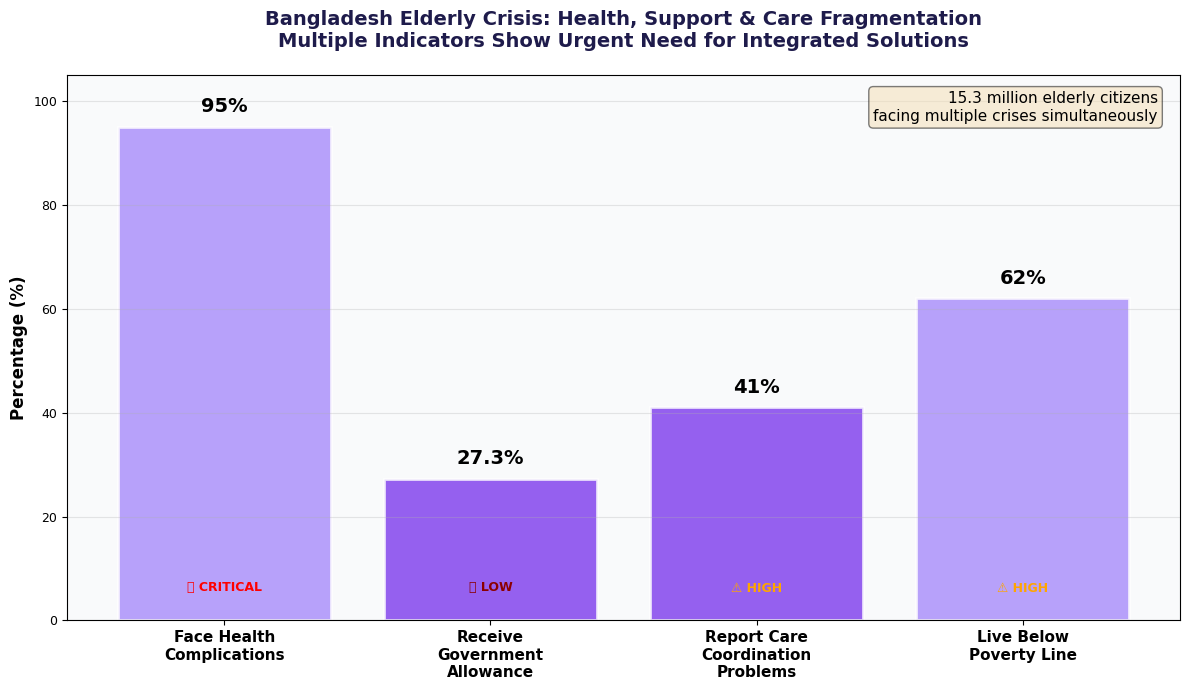 Bangladesh Elderly Crisis: Health, Support & Care Fragmentation
Multiple Indicators Show Urgent Need for Integrated Solutions
15.3 million elderly citizens
facing multiple crises simultaneously
Percentage (%)
100
80
60
40
20
0
95%
27.3%
41%
62%
CRITICAL
LOW
⚠ HIGH
⚠ HIGH
Face Health
Complications
Receive
Government
Allowance
Report Care
Coordination
Problems
Live Below
Poverty Line